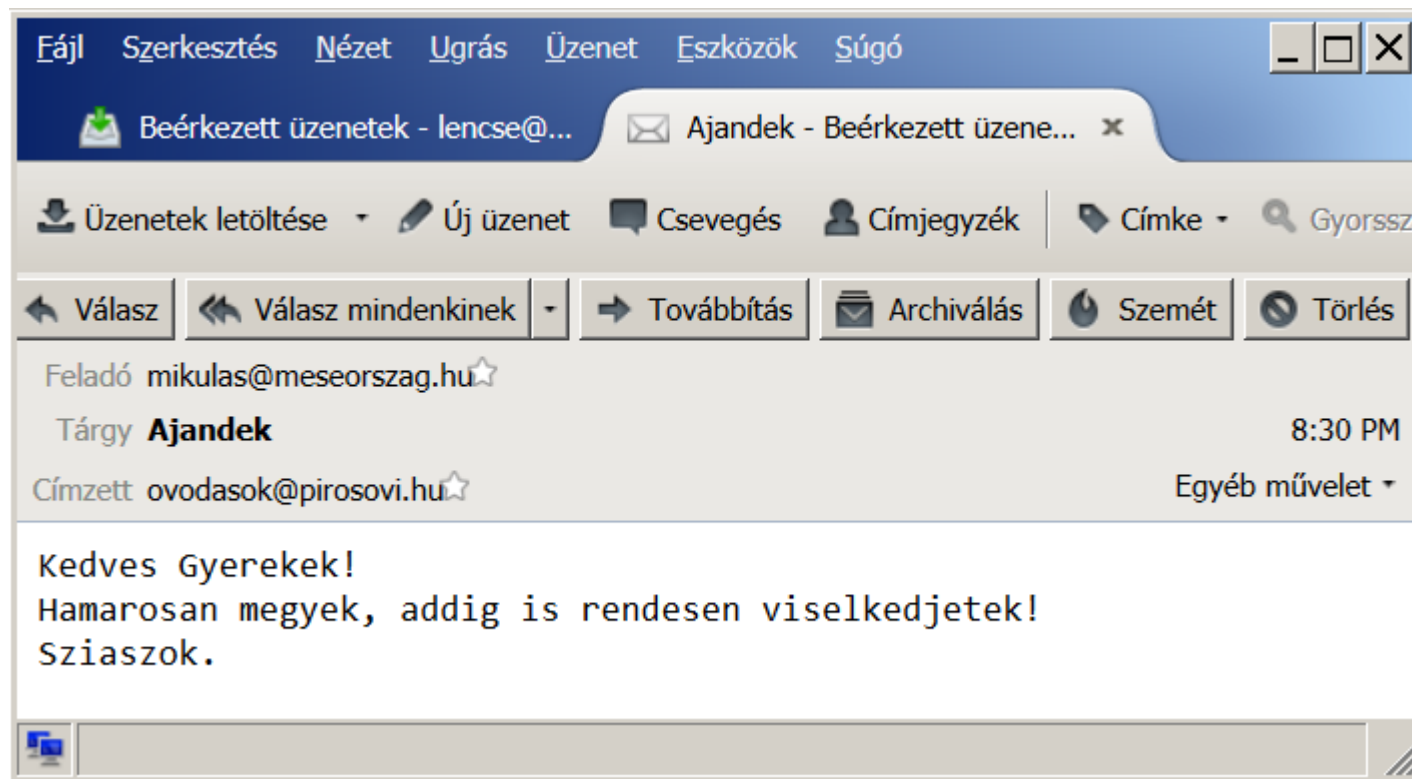 Fájl Szerkesztés Nézet Ugrás Üzenet Eszközök Súgó
Beérkezett üzenetek - lencse@... Ajandek - Beérkezett üzene...
Üzenetek letöltése Új üzenet Csevegés Címjegyzék Címke Gyorssz
Válasz Válasz mindenkinek Továbbítás Archiválás Szemét Törlés
Feladó mikulas@meseorszag.hu
Tárgy Ajandek 8:30 PM
Címzett ovodasok@pirosovi.hu Egyéb művelet
Kedves Gyerekek!
Hamarosan megyek, addig is rendesen viselkedjetek!
Sziaszok.